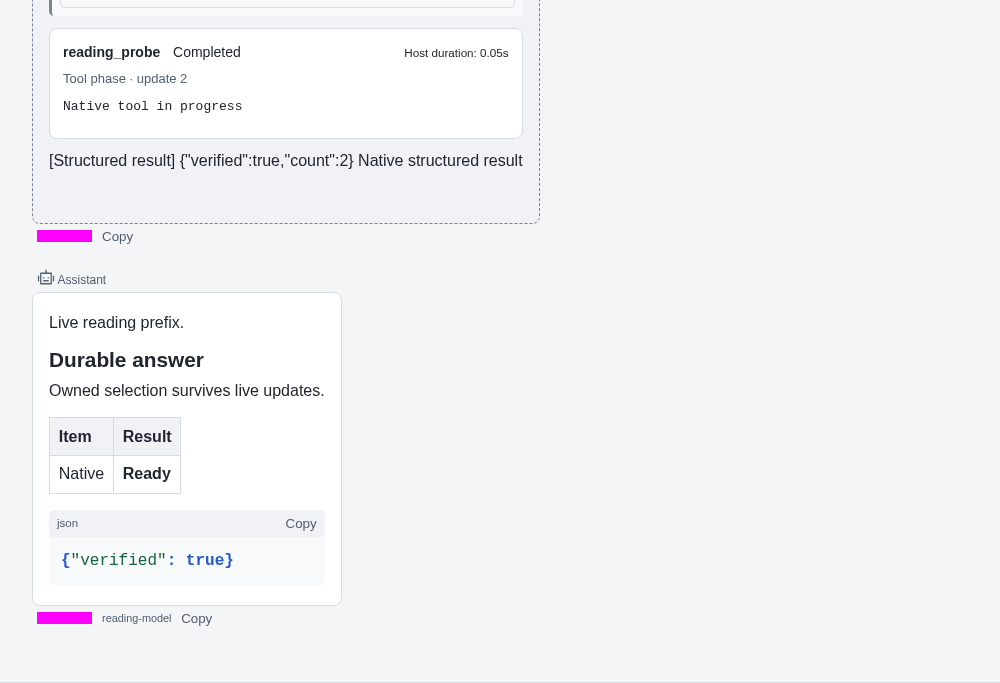 reading_probe Completed Host duration: 0.05s
Tool phase · update 2
Native tool in progress
[Structured result] {"verified":true,"count":2} Native structured result
Copy
Assistant
Live reading prefix.
Durable answer
Owned selection survives live updates.
Item Result
Native Ready
json Copy
{"verified": true}
reading-model Copy